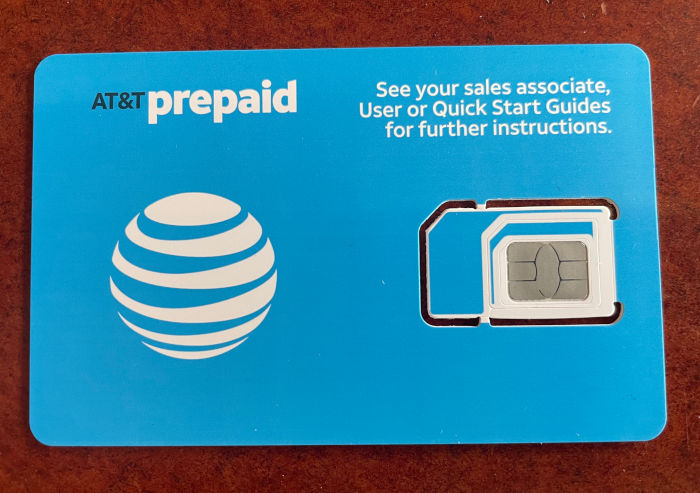 AT&T prepaid
See your sales associate,
User or Quick Start Guides
for further instructions.